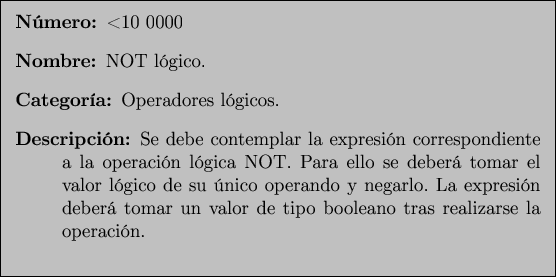 Número: <10 0000
Nombre: NOT lógico.
Categoría: Operadores lógicos.
Descripción: Se debe contemplar la expresión correspondiente
a la operación lógica NOT. Para ello se deberá tomar el
valor lógico de su único operando y negarlo. La expresión
deberá tomar un valor de tipo booleano tras realizarse la
operación.